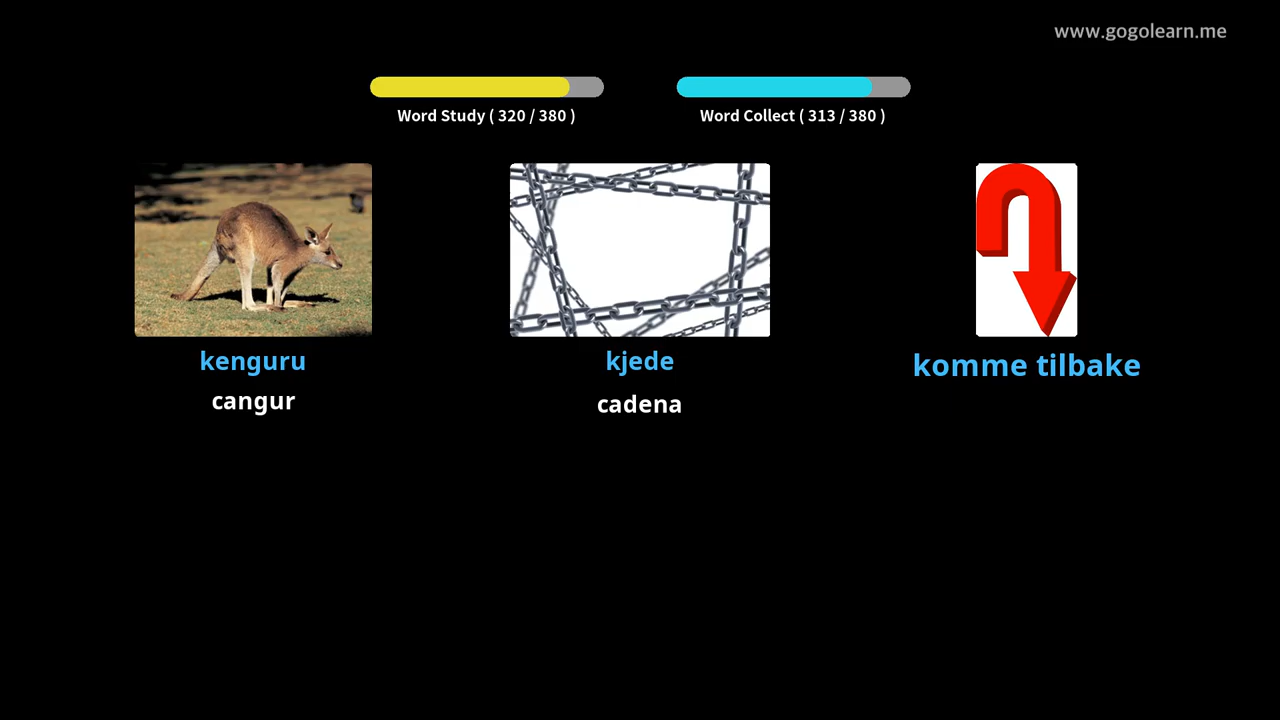 www.gogolearn.me
Word Study ( 320 / 380 )
Word Collect ( 313 / 380 )
kenguru
cangur
kjede
cadena
komme tilbake